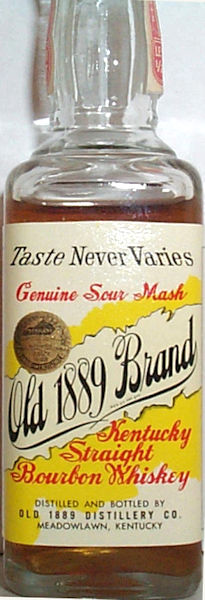 Taste Never Varies
Genuine Sour Mash
Old 1889 Brand
Kentucky
Straight
Bourbon Whiskey
DISTILLED AND BOTTLED BY
OLD 1889 DISTILLERY CO.
MEADOWLAWN, KENTUCKY